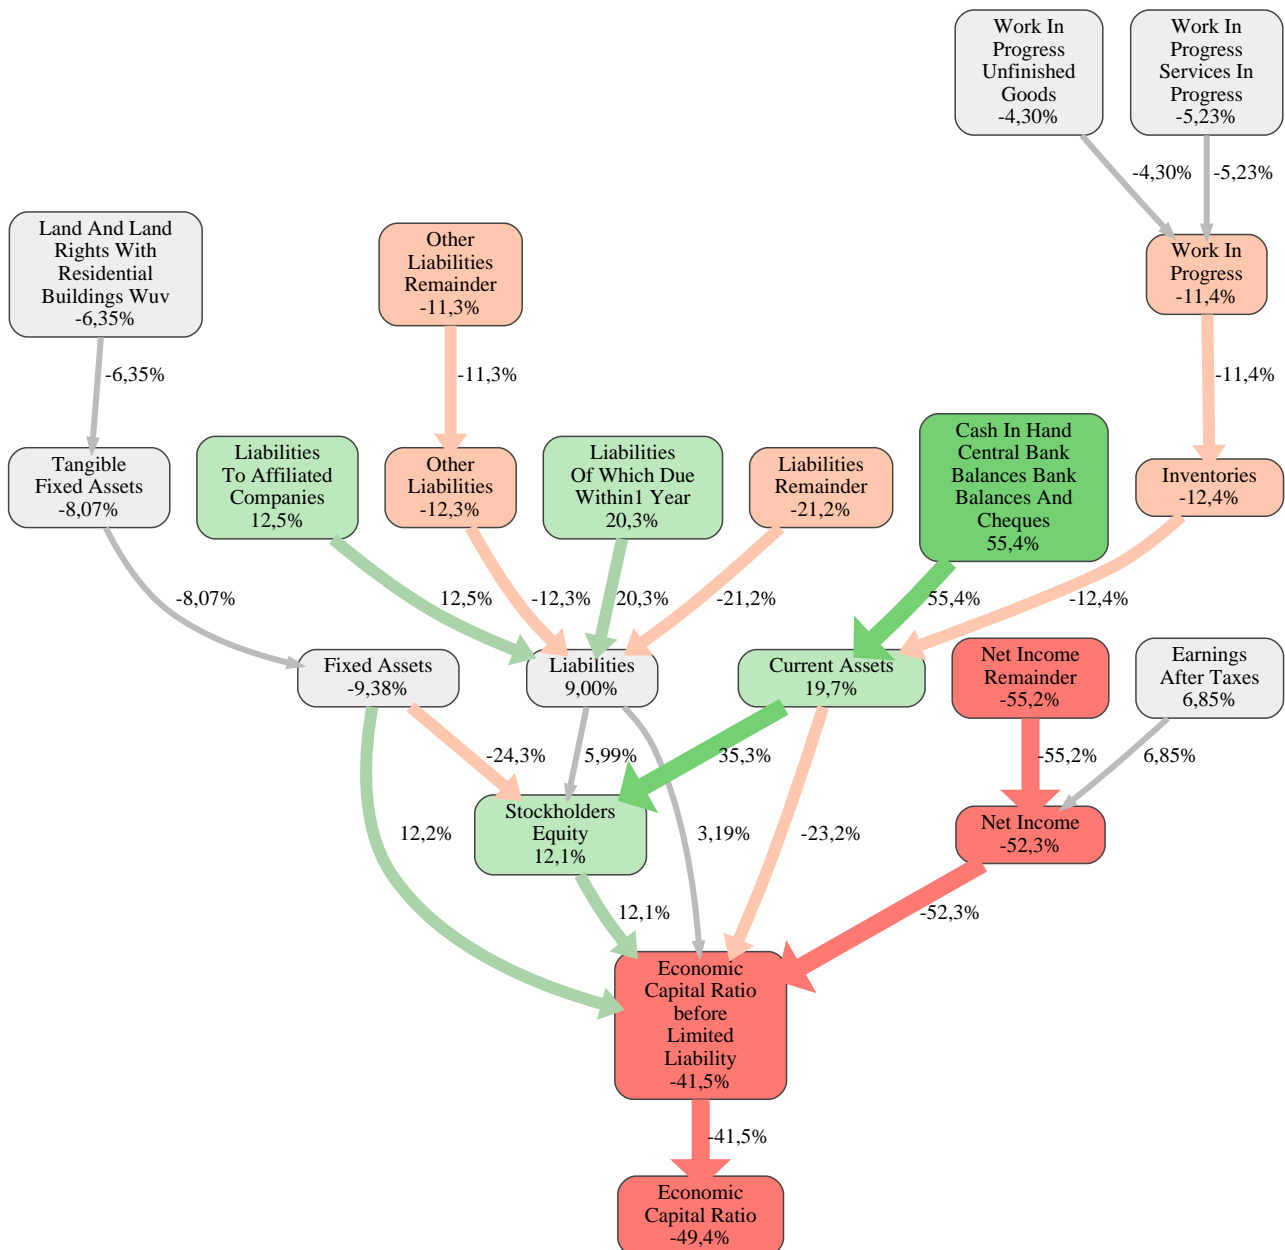 Work In
Progress
Unfinished
Goods
-4,30%
Work In
Progress
Services In
Progress
-5,23%
-4,30%
-5,23%
Land And Land
Rights With
Residential
Buildings Wuv
-6,35%
Other
Liabilities
Remainder
-11,3%
Work In
Progress
-11,4%
-6,35%
-11,3%
-11,4%
Tangible
Fixed Assets
-8,07%
Liabilities
To Affiliated
Companies
12,5%
Other
Liabilities
-12,3%
Liabilities
Of Which Due
Within1 Year
20,3%
Liabilities
Remainder
-21,2%
Cash In Hand
Central Bank
Balances Bank
Balances And
Cheques
55,4%
Inventories
-12,4%
-8,07%
12,5%
-12,3%
20,3%
-21,2%
55,4%
-12,4%
Fixed Assets
-9,38%
Liabilities
9,00%
Current Assets
19,7%
Net Income
Remainder
-55,2%
Earnings
After Taxes
6,85%
-24,3%
5,99%
35,3%
-55,2%
6,85%
Stockholders
Equity
12,1%
Net Income
-52,3%
12,2%
3,19%
-23,2%
12,1%
-52,3%
Economic
Capital Ratio
before
Limited
Liability
-41,5%
-41,5%
Economic
Capital Ratio
-49,4%